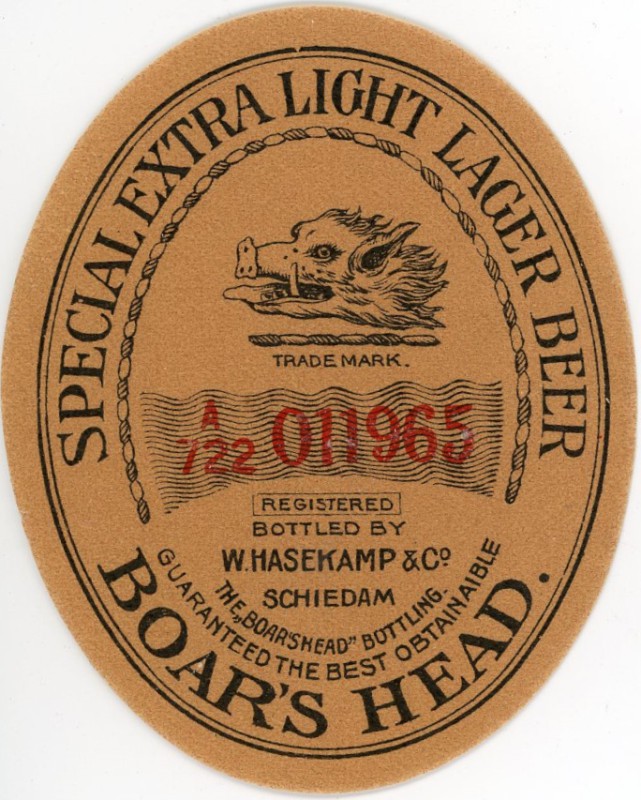 SPECIAL EXTRA LIGHT LAGER BEER
TRADE MARK.
A
/22 011965
REGISTERED
BOTTLED BY
W. HASEKAMP & Co
SCHIEDAM
THE „BOAR'S HEAD" BOTTLING.
GUARANTEED THE BEST OBTAINAIBLE
BOAR'S HEAD.